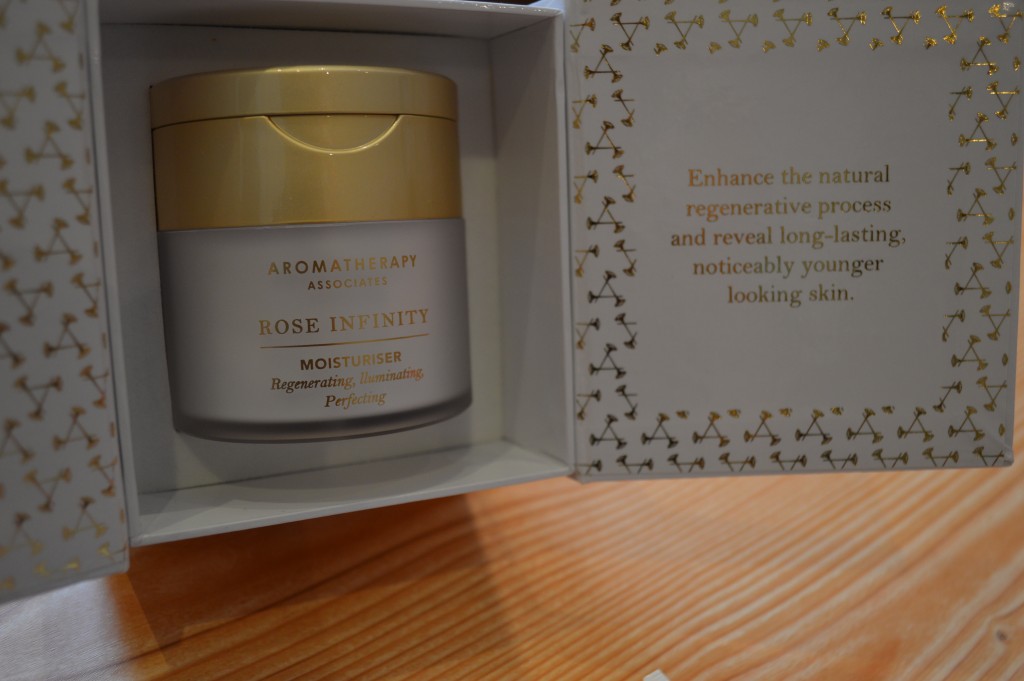 AROMATHERAPY
ASSOCIATES
ROSE INFINITY
MOISTURISER
Regenerating, Iluminating,
Perfecting
Enhance the natural
regenerative process
and reveal long-lasting,
noticeably younger
looking skin.